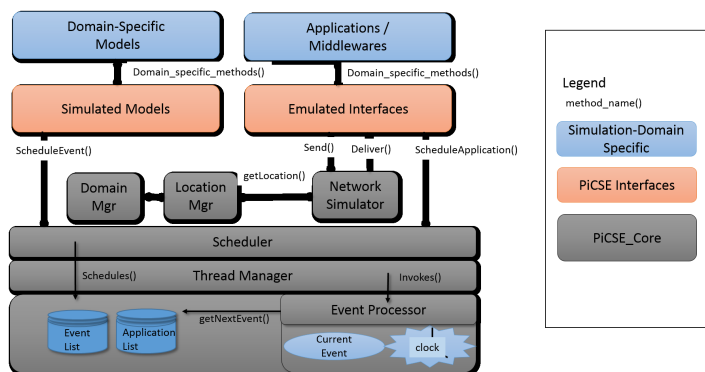 Domain-Specific
Models
Applications /
Middlewares
Domain_specific_methods()
Domain_specific_methods()
Simulated Models
Emulated Interfaces
ScheduleEvent()
Send()
Deliver()
ScheduleApplication()
getLocation()
Domain
Mgr
Location
Mgr
Network
Simulator
Scheduler
Schedules()
Thread Manager
Invokes()
Event Processor
getNextEvent()
Event
List
Application
List
Current
Event
clock
Legend
method_name()
Simulation-Domain
Specific
PiCSE Interfaces
PiCSE_Core